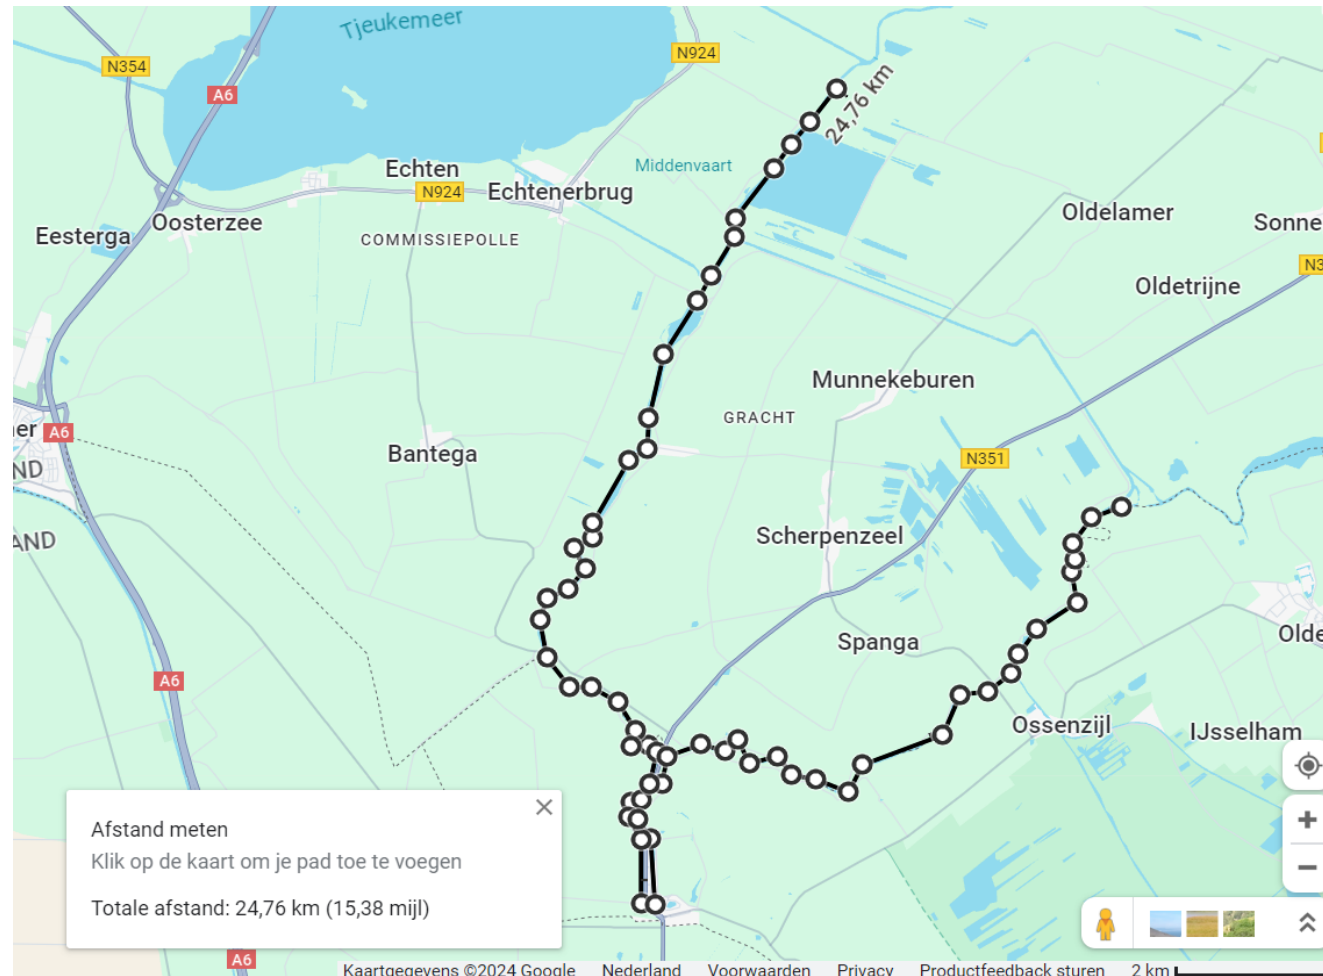 Tjeukemeer
N354
N924
A6
24,76 km
Echten
N924
Echtenerbrug
Middenvaart
Oosterzee
Oldelamer
Eesterga
COMMISSIEPOLLE
Sonne
N3
Oldetrijne
Munnekeburen
GRACHT
er
A6
Bantega
N351
ND
Scherpenzeel
AND
Olde
Spanga
A6
Ossenzijl
IJsselham
Afstand meten
Klik op de kaart om je pad toe te voegen
Totale afstand: 24,76 km (15,38 mijl)
A6
Kaartgegevens ©2024 Google Nederland Voorwaarden Privacy Productfeedback sturen 2 km